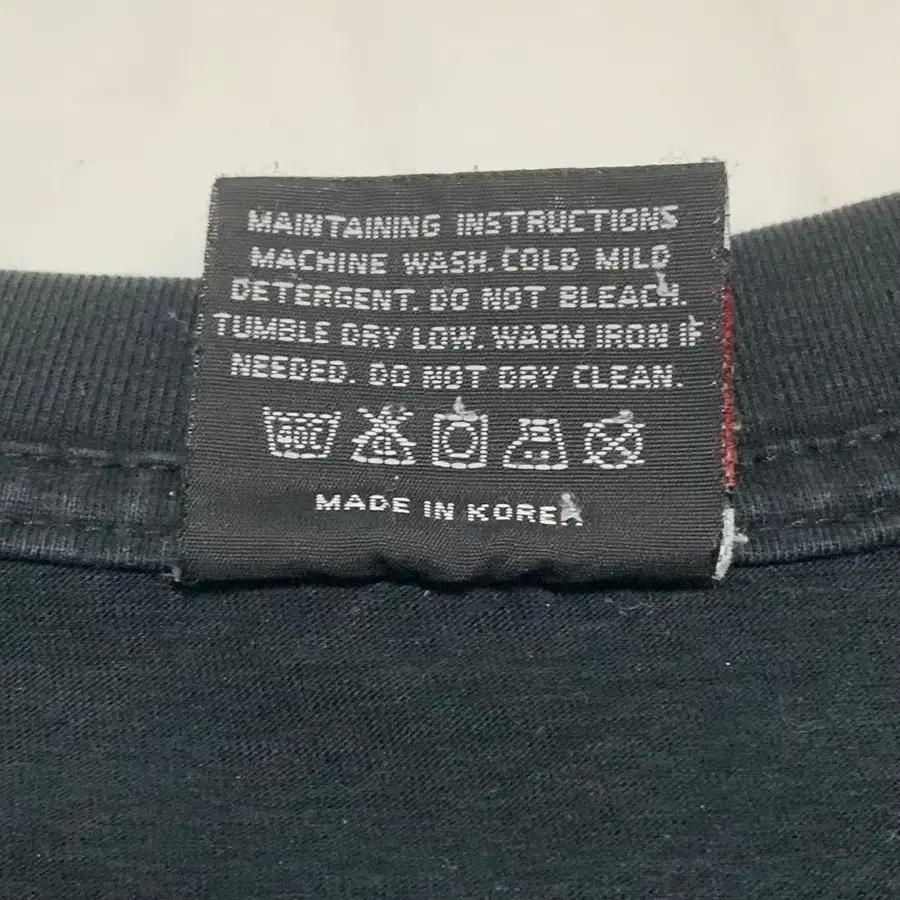 MAINTAINING INSTRUCTIONS
MACHINE WASH. COLD MILD
DETERGENT. DO NOT BLEACH.
TUMBLE DRY LOW. WARM IRON IF
NEEDED. DO NOT DRY CLEAN.
40C
MADE IN KOREA